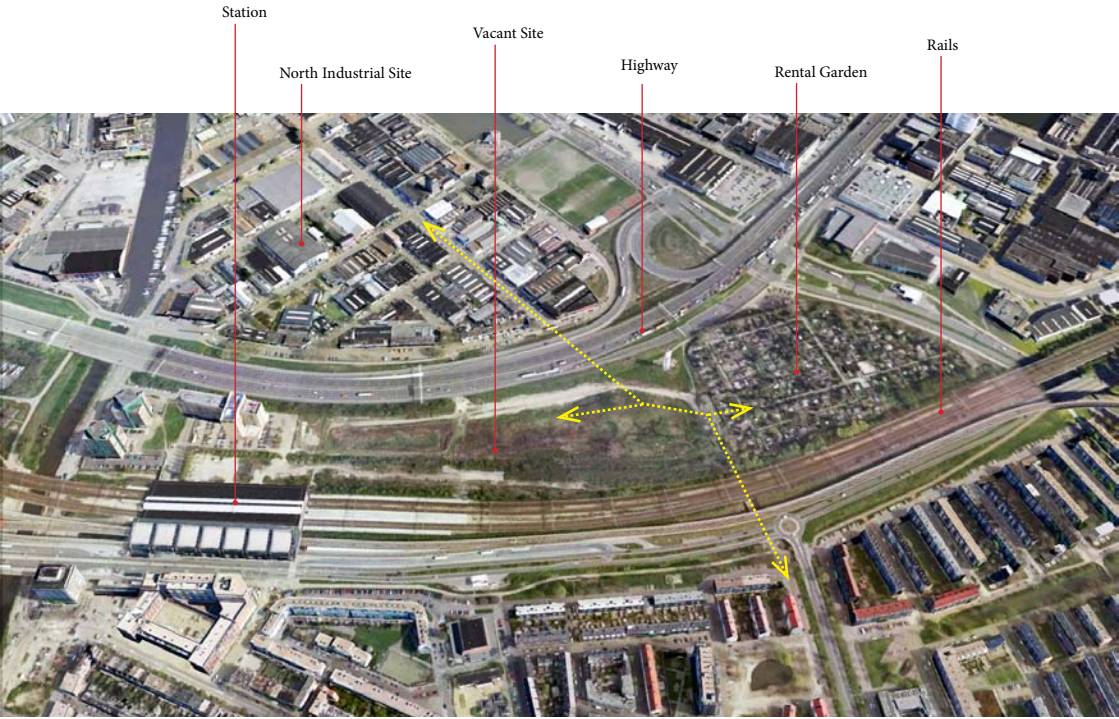 Station
North Industrial Site
Vacant Site
Highway
Rental Garden
Rails